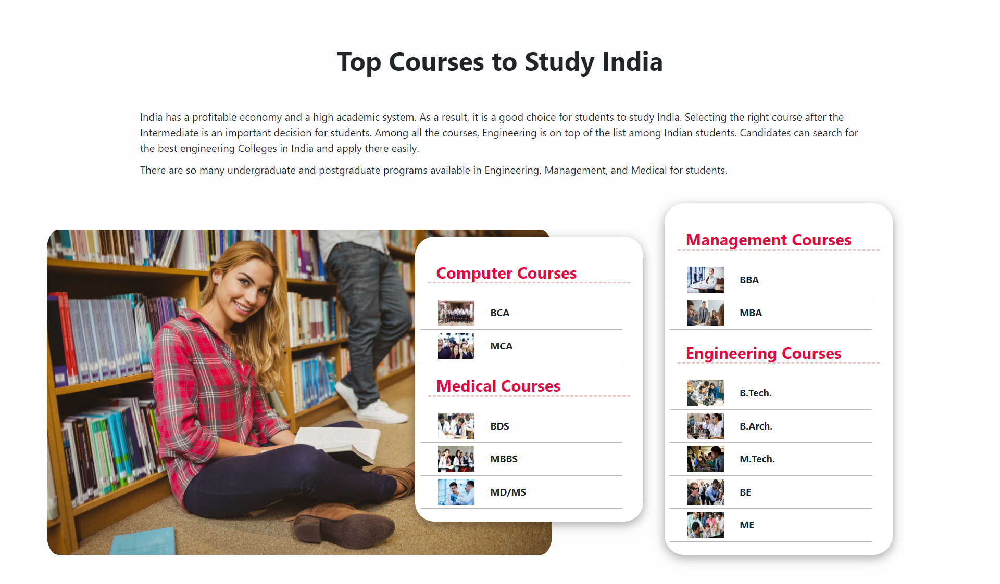 Top Courses to Study India
India has a profitable economy and a high academic system. As a result, it is a good choice for students to study India. Selecting the right course after the
Intermediate is an important decision for students. Among all the courses, Engineering is on top of the list among Indian students. Candidates can search for
the best engineering Colleges in India and apply there easily.
There are so many undergraduate and postgraduate programs available in Engineering, Management, and Medical for students.
Computer Courses
BCA
MCA
Medical Courses
BDS
MBBS
MD/MS
Management Courses
BBA
MBA
Engineering Courses
B.Tech.
B.Arch.
M.Tech.
BE
ME